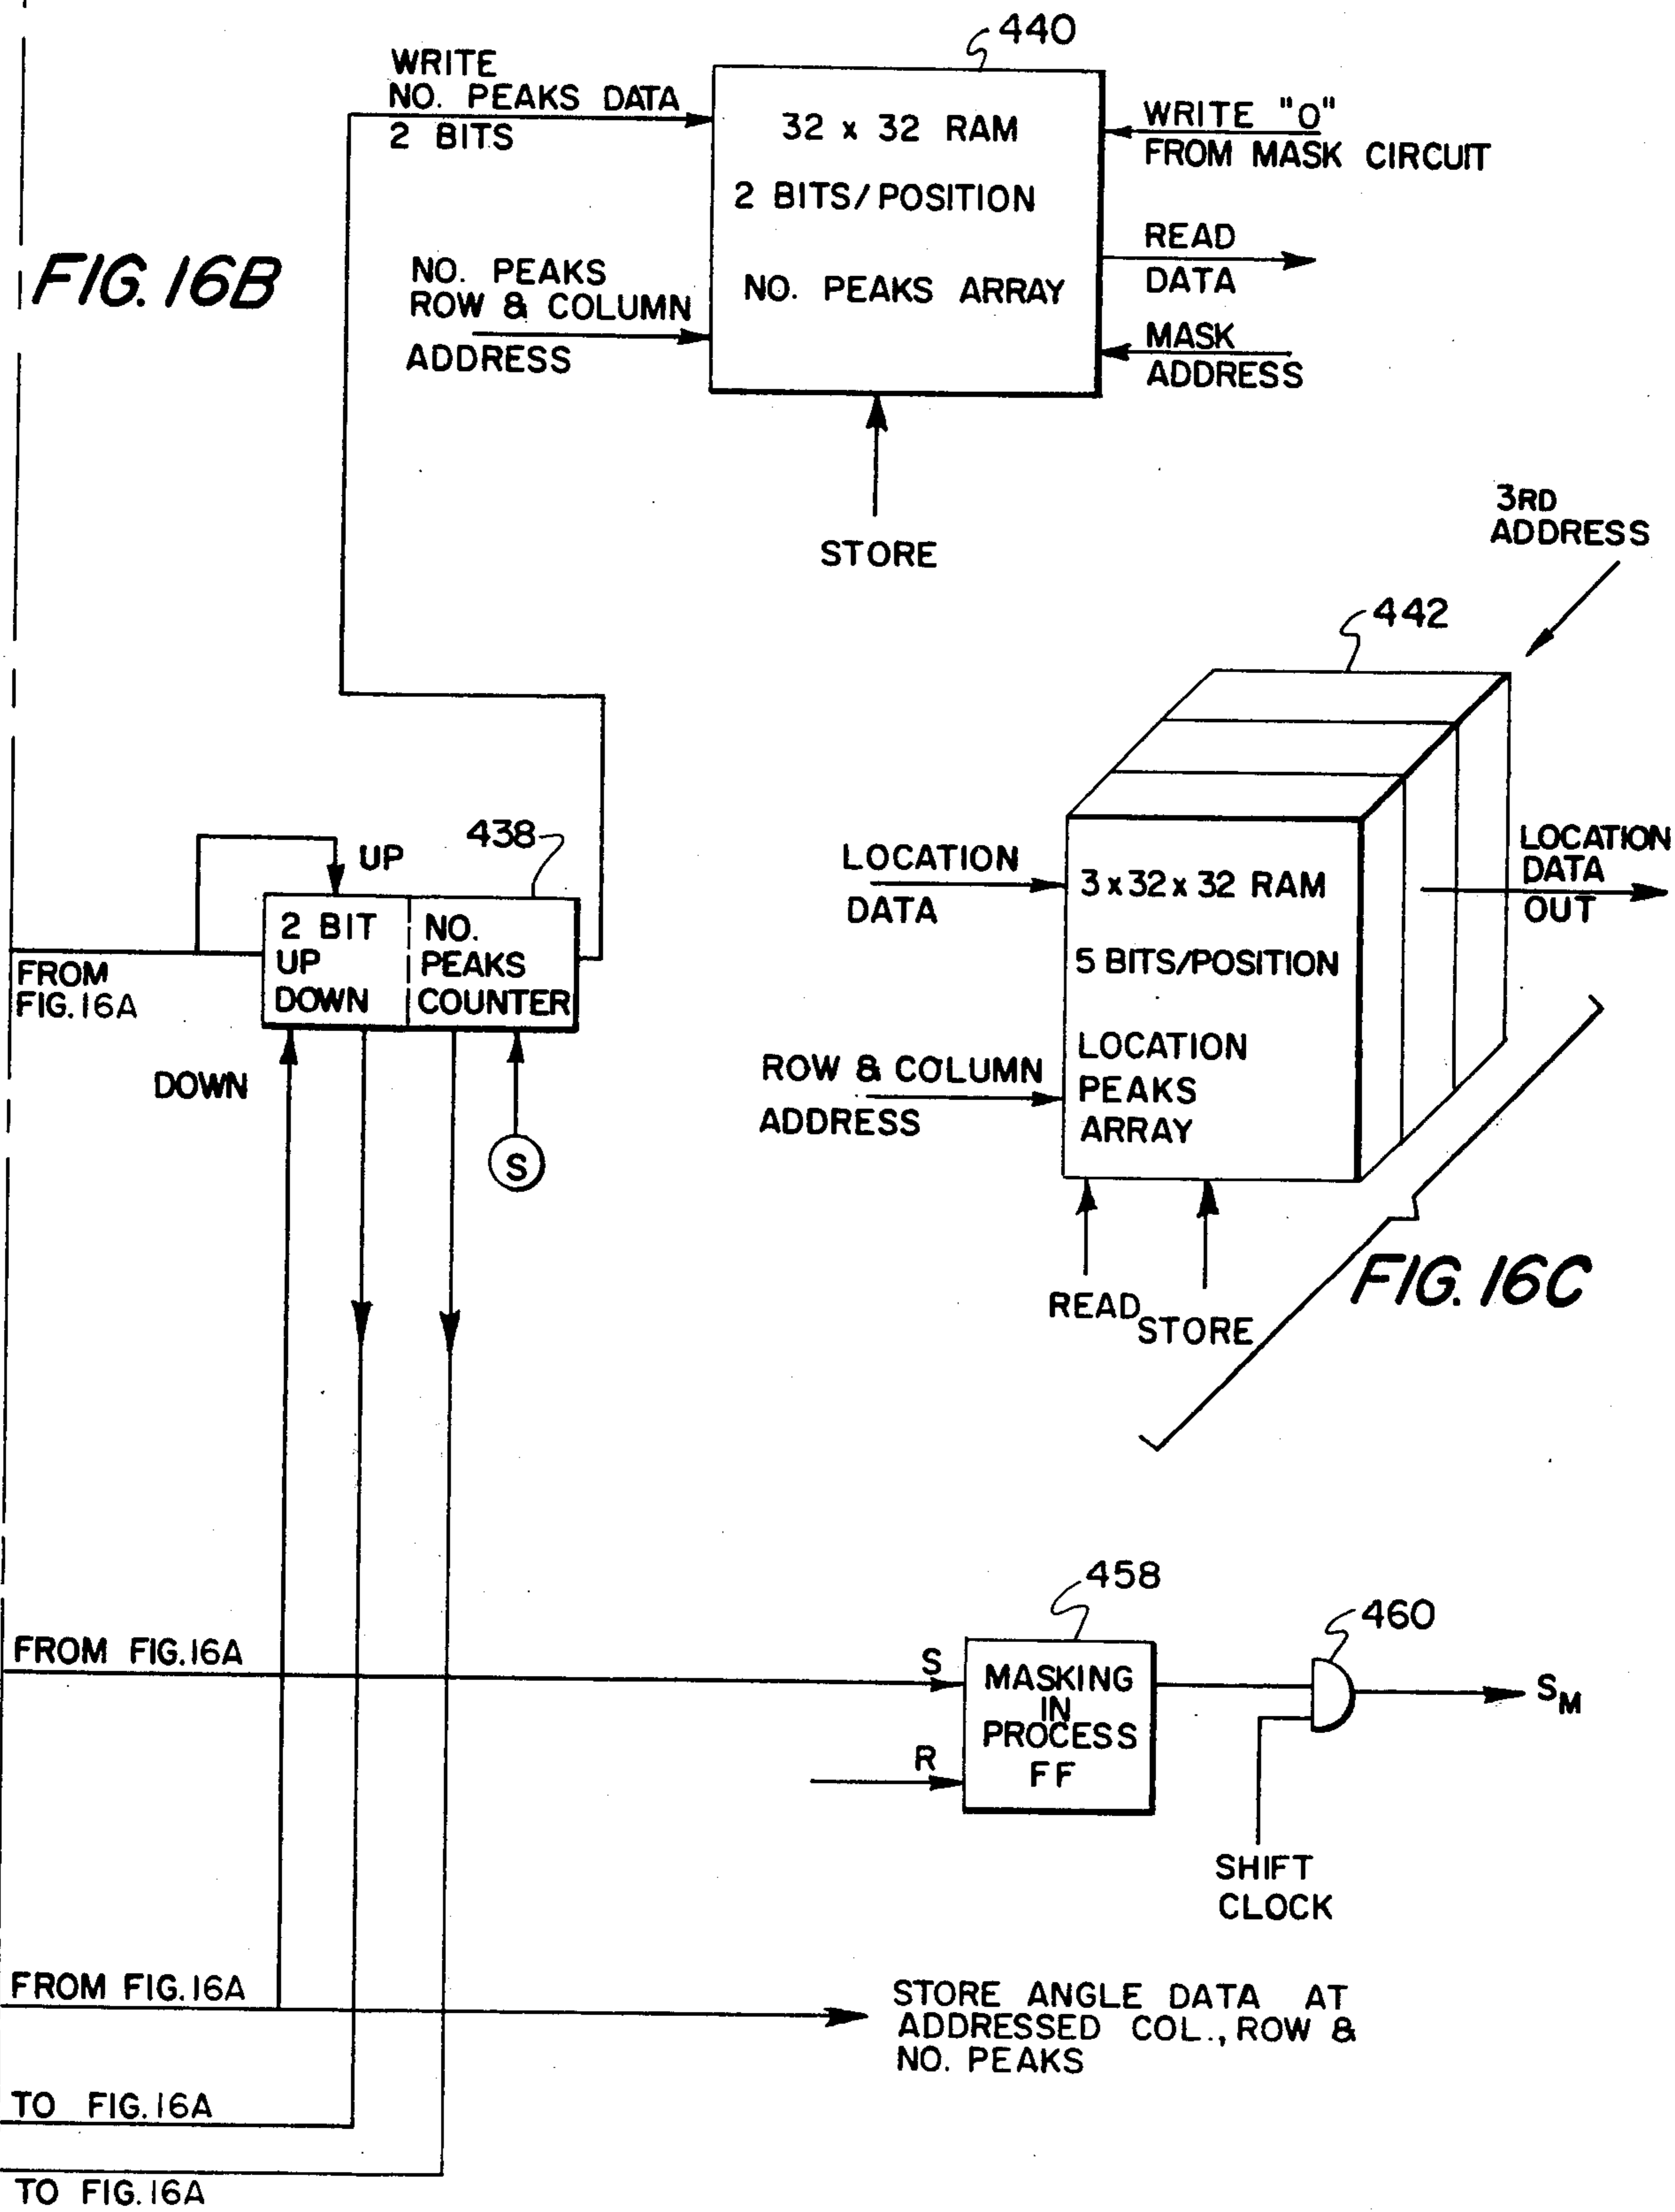 440
WRITE
NO. PEAKS DATA
2 BITS
32 x 32 RAM
2 BITS/POSITION
NO. PEAKS ARRAY
WRITE "O"
FROM MASK CIRCUIT
READ
DATA
MASK
ADDRESS
FIG. 16B
NO. PEAKS
ROW & COLUMN
ADDRESS
STORE
3RD
ADDRESS
442
LOCATION
DATA
3x32x32 RAM
5 BITS/POSITION
LOCATION
PEAKS
ARRAY
LOCATION
DATA
OUT
ROW & COLUMN
ADDRESS
READ
STORE
FIG. 16C
438
UP
2 BIT
UP
DOWN
NO.
PEAKS
COUNTER
FROM
FIG.16A
DOWN
S
458
460
FROM FIG.16A
S
R
MASKING
IN
PROCESS
FF
SM
SHIFT
CLOCK
FROM FIG.16A
STORE ANGLE DATA AT
ADDRESSED COL., ROW &
NO. PEAKS
TO FIG.16A
TO FIG.16A